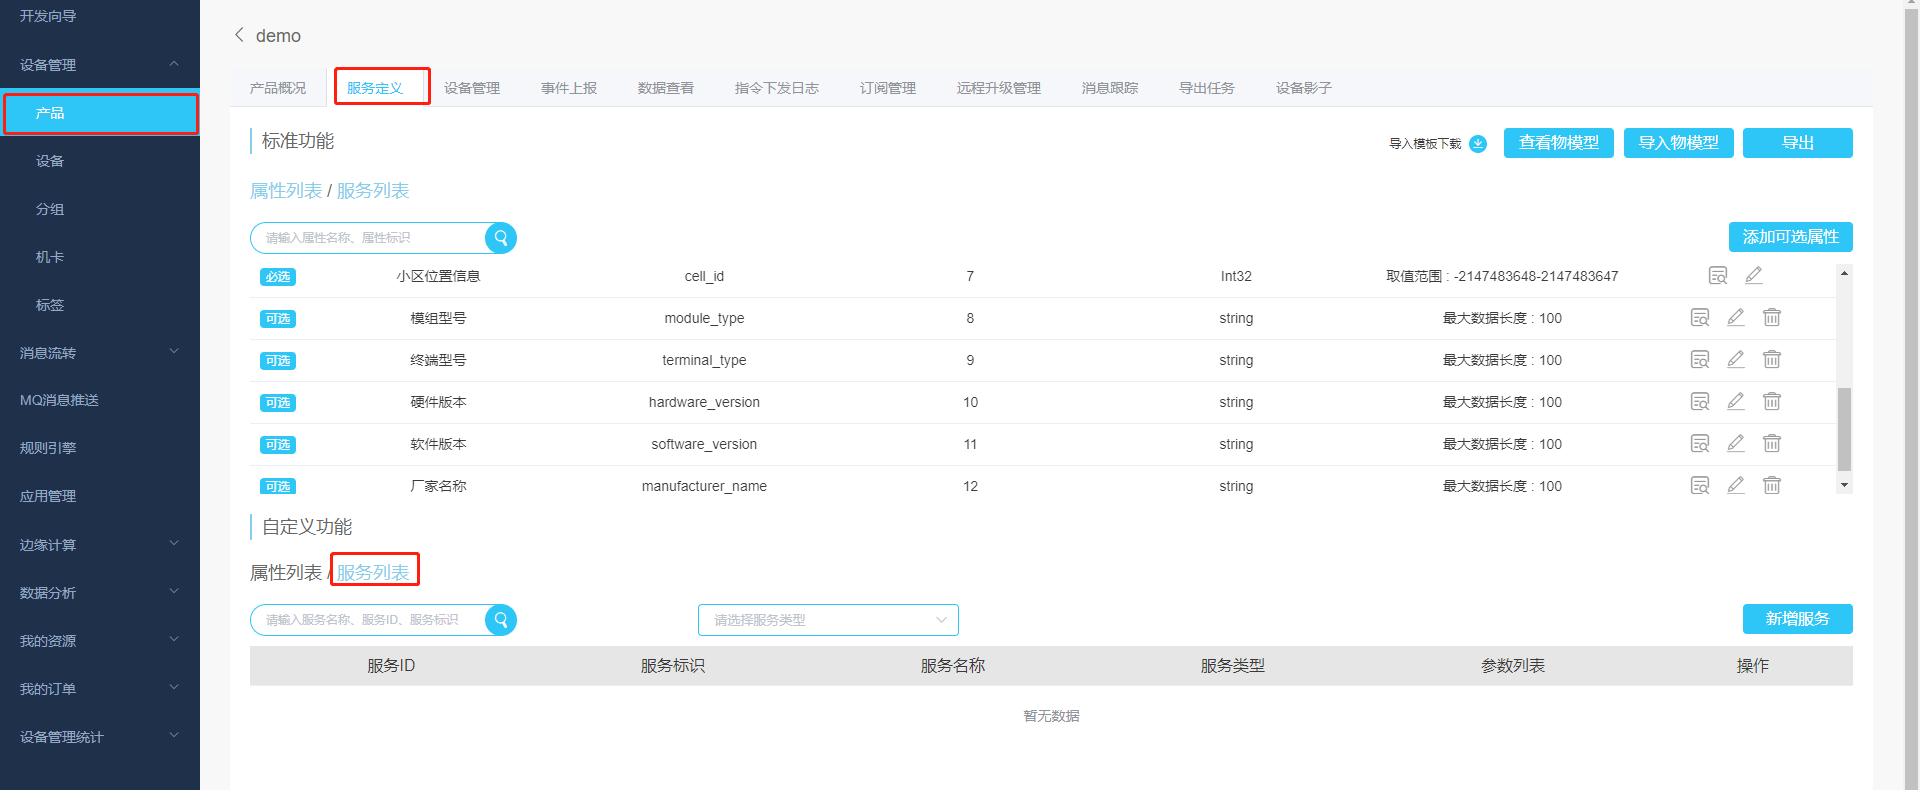 开发向导
设备管理
产品
设备
分组
机卡
标签
消息流转
MQ消息推送
规则引擎
应用管理
边缘计算
数据分析
我的资源
我的订单
设备管理统计
demo
产品概况 服务定义 设备管理 事件上报 数据查看 指令下发日志 订阅管理 远程升级管理 消息跟踪 导出任务 设备影子
标准功能
导入模板下载 查看物模型 导入物模型 导出
属性列表 / 服务列表
请输入属性名称、属性标识 添加可选属性
必选 小区位置信息 cell_id 7 Int32 取值范围 : -2147483648-2147483647
可选 模组型号 module_type 8 string 最大数据长度 : 100
可选 终端型号 terminal_type 9 string 最大数据长度 : 100
可选 硬件版本 hardware_version 10 string 最大数据长度 : 100
可选 软件版本 software_version 11 string 最大数据长度 : 100
可选 厂家名称 manufacturer_name 12 string 最大数据长度 : 100
自定义功能
属性列表 / 服务列表
请输入服务名称、服务ID、服务标识 请选择服务类型 新增服务
服务ID 服务标识 服务名称 服务类型 参数列表 操作
暂无数据